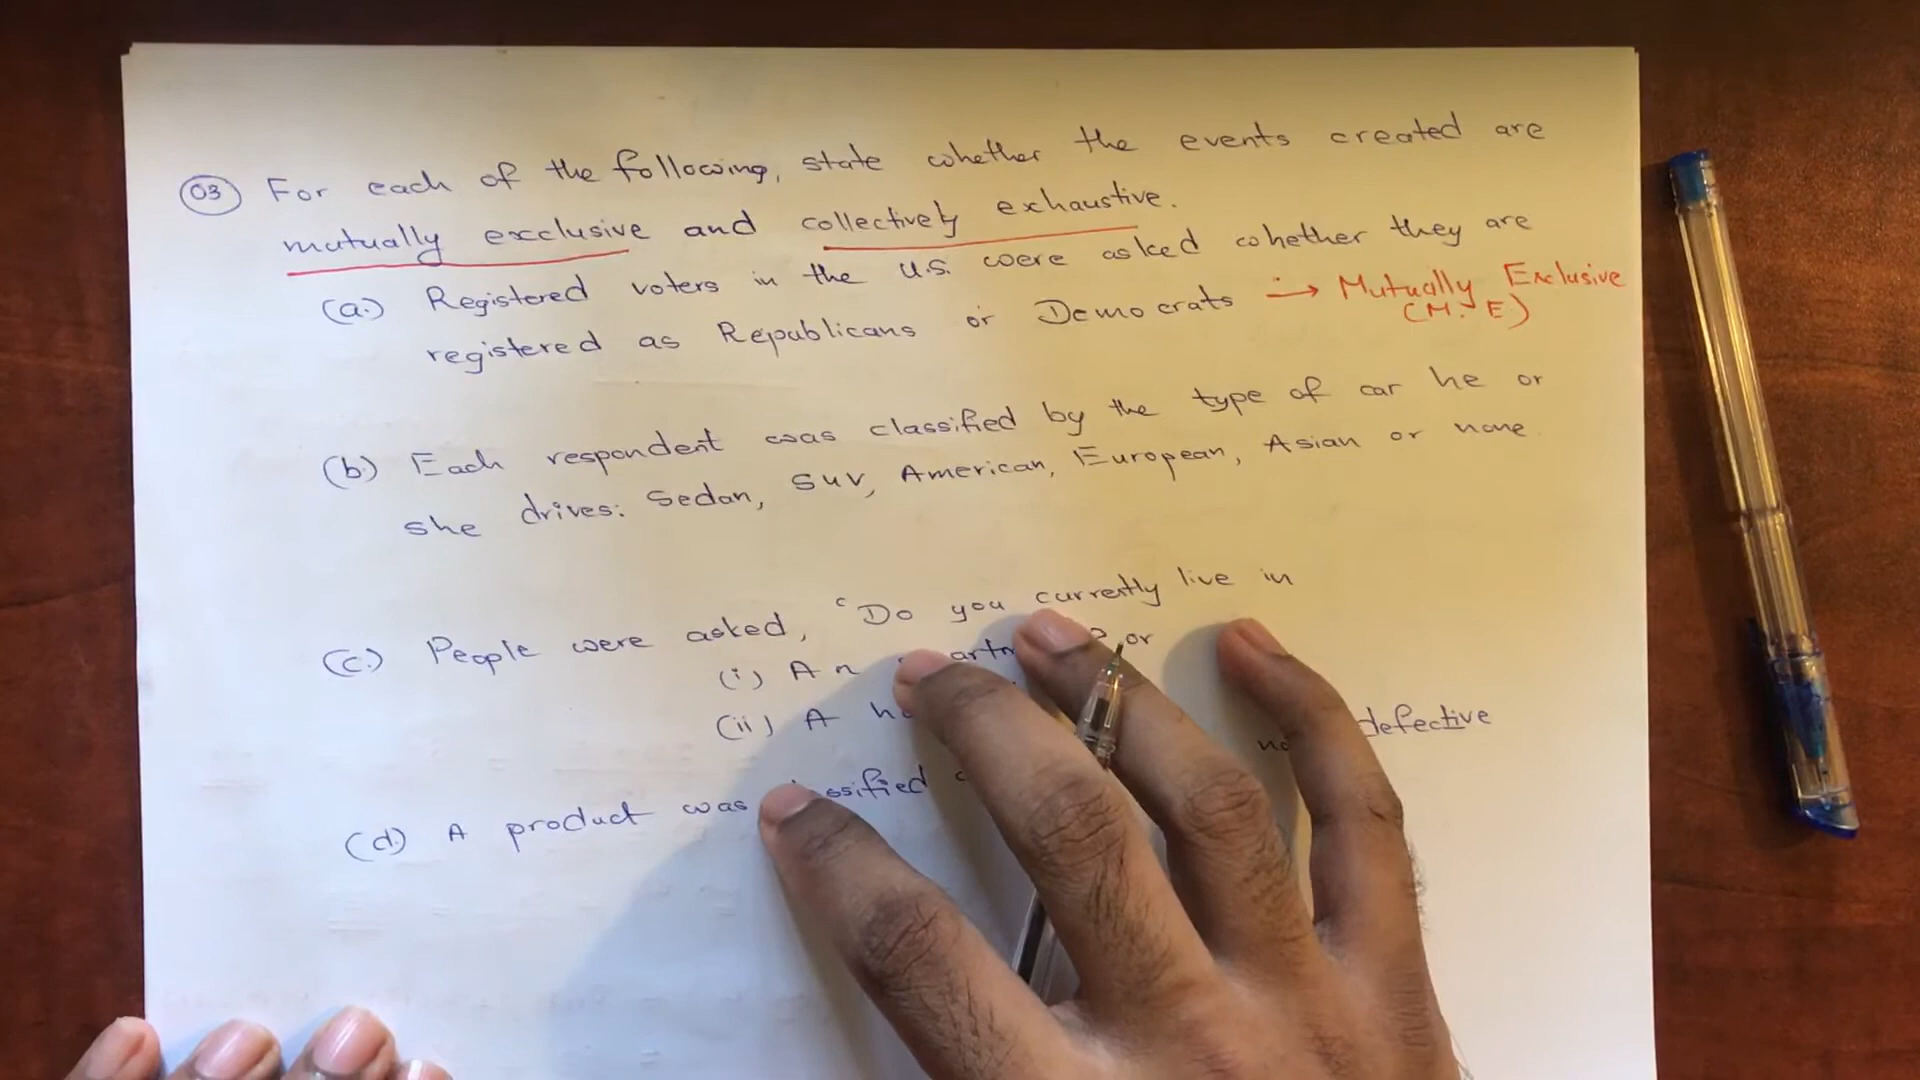 03 For each of the following, state whether the events created are
mutually exclusive and collectively exhaustive.
(a.) Registered voters in the U.S. were asked whether they are
registered as Republicans or Democrats → Mutually Exclusive
(M. E)
(b.) Each respondent was classified by the type of car he or
she drives: Sedan, SUV, American, European, Asian or none
(c.) People were asked, "Do you currently live in
(i) An or
(ii) A
(d.) A product was defective